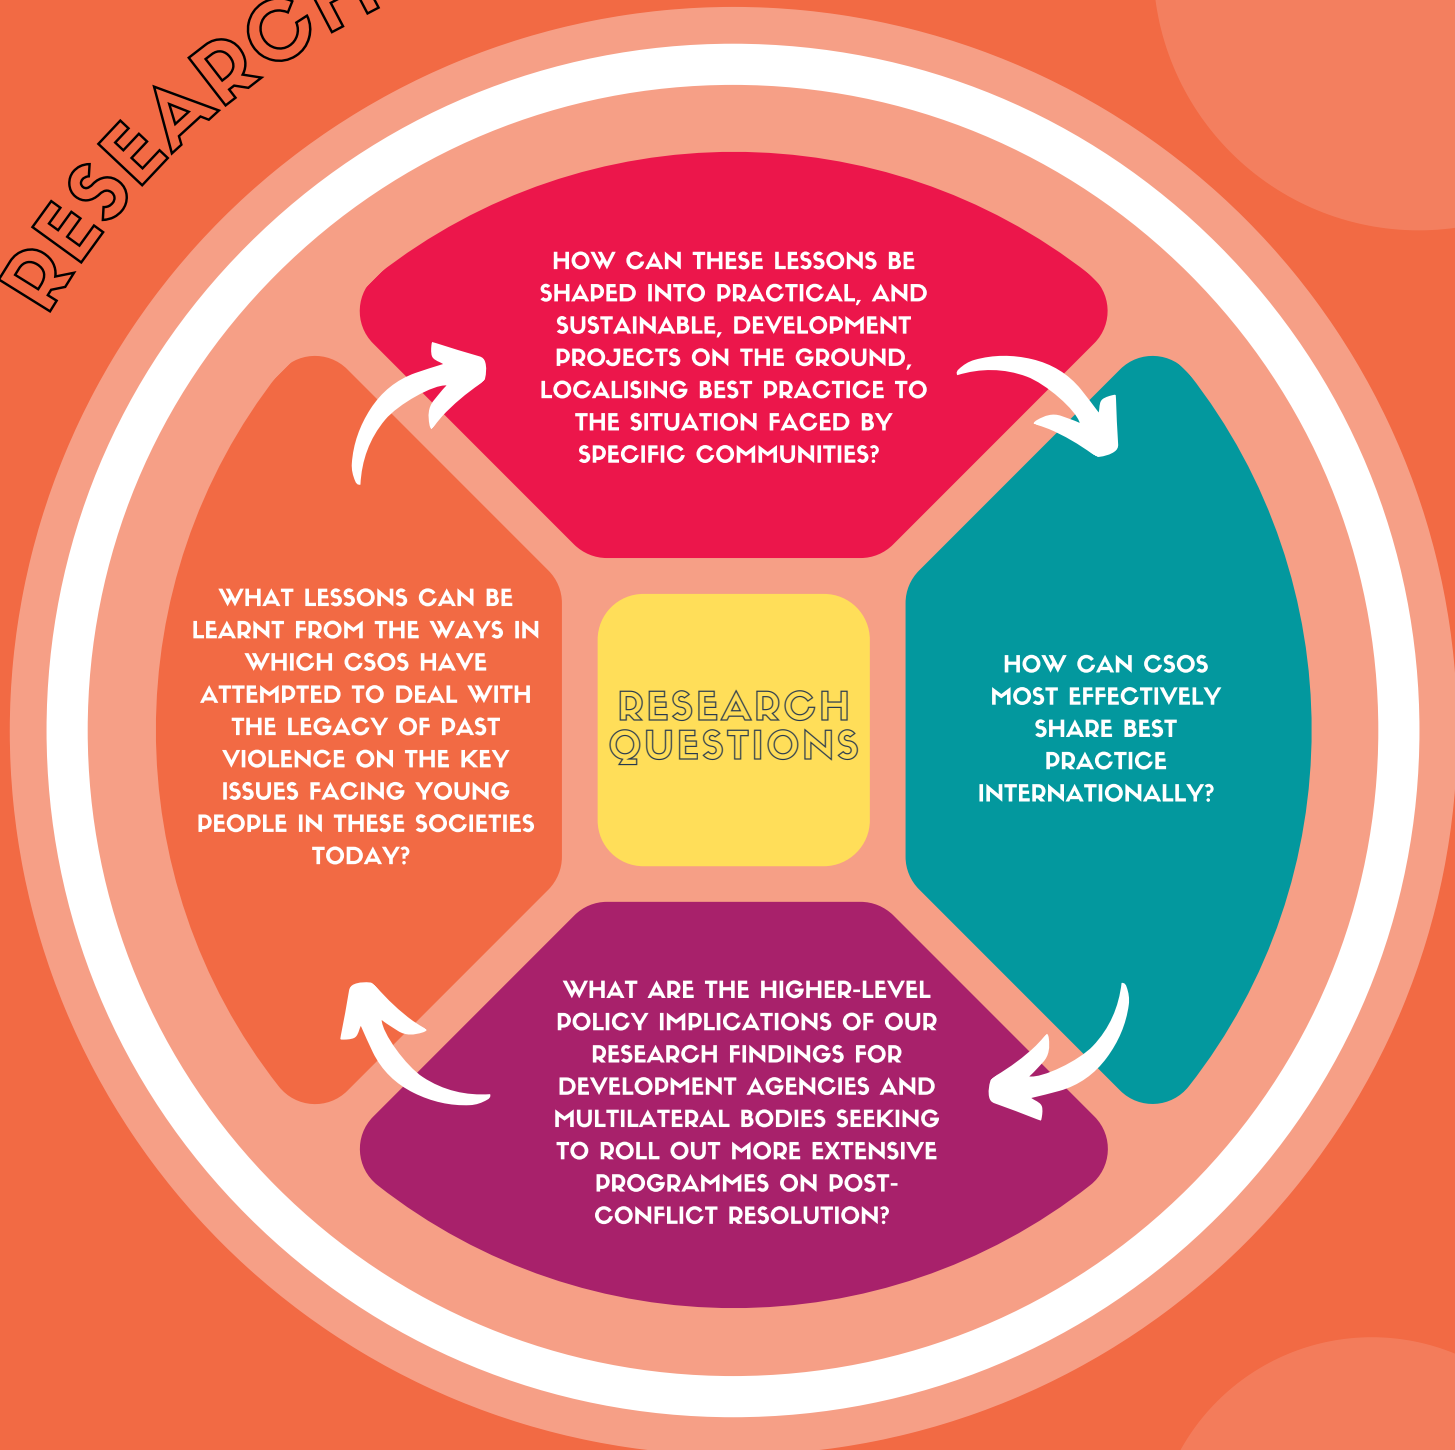 RESEARCH
HOW CAN THESE LESSONS BE
SHAPED INTO PRACTICAL, AND
SUSTAINABLE, DEVELOPMENT
PROJECTS ON THE GROUND,
LOCALISING BEST PRACTICE TO
THE SITUATION FACED BY
SPECIFIC COMMUNITIES?
WHAT LESSONS CAN BE
LEARNT FROM THE WAYS IN
WHICH CSOS HAVE
ATTEMPTED TO DEAL WITH
THE LEGACY OF PAST
VIOLENCE ON THE KEY
ISSUES FACING YOUNG
PEOPLE IN THESE SOCIETIES
TODAY?
RESEARCH
QUESTIONS
HOW CAN CSOS
MOST EFFECTIVELY
SHARE BEST
PRACTICE
INTERNATIONALLY?
WHAT ARE THE HIGHER-LEVEL
POLICY IMPLICATIONS OF OUR
RESEARCH FINDINGS FOR
DEVELOPMENT AGENCIES AND
MULTILATERAL BODIES SEEKING
TO ROLL OUT MORE EXTENSIVE
PROGRAMMES ON POST-
CONFLICT RESOLUTION?